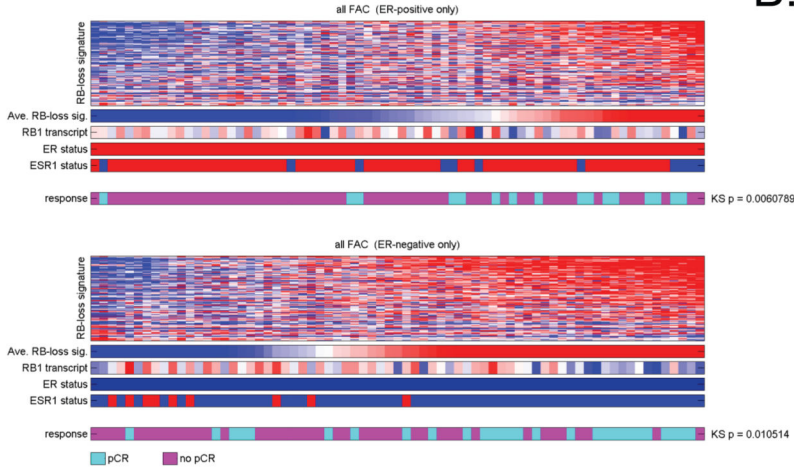 all FAC (ER-positive only)
RB-loss signature
Ave. RB-loss sig.
RB1 transcript
ER status
ESR1 status
response
KS p = 0.0060789
all FAC (ER-negative only)
RB-loss signature
Ave. RB-loss sig.
RB1 transcript
ER status
ESR1 status
response
KS p = 0.010514
pCR
no pCR